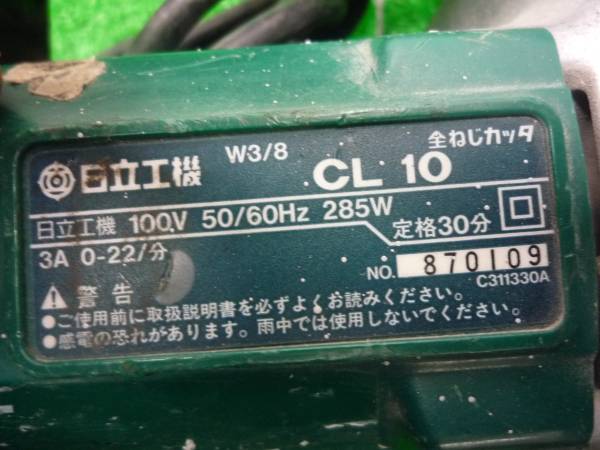 日立工機 W3/8 CL 10 全ねじカッタ
日立工機 100V 50/60Hz 285W
定格30分
3A 0-22/分
NO. 870109
C311330A
警告
●ご使用前に取扱説明書を必ずよくお読みください。
●感電の恐れがあります。雨中では使用しないでください。